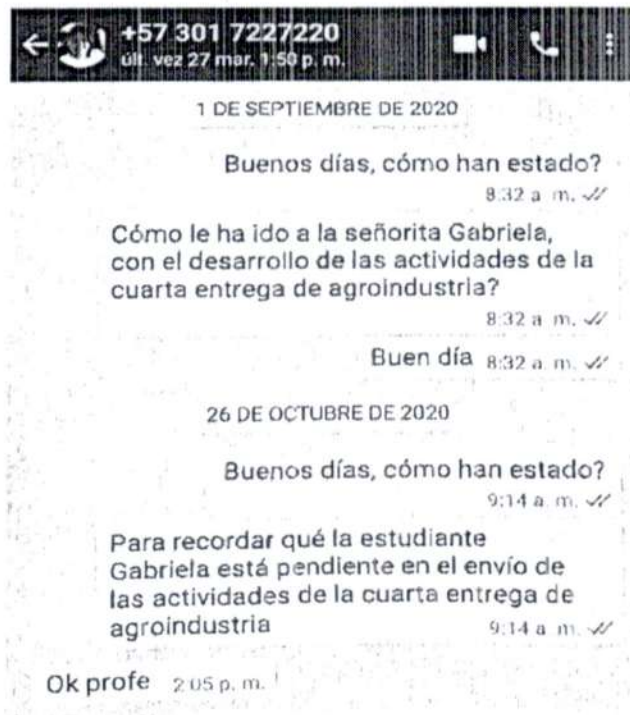 +57 301 7227220
últ. vez 27 mar. 1:50 p. m.
1 DE SEPTIEMBRE DE 2020
Buenos días, cómo han estado?
8:32 a. m.
Cómo le ha ido a la señorita Gabriela,
con el desarrollo de las actividades de la
cuarta entrega de agroindustria?
8:32 a. m.
Buen día 8:32 a. m.
26 DE OCTUBRE DE 2020
Buenos días, cómo han estado?
9:14 a. m.
Para recordar qué la estudiante
Gabriela está pendiente en el envío de
las actividades de la cuarta entrega de
agroindustria 9:14 a. m.
Ok profe 2:05 p. m.